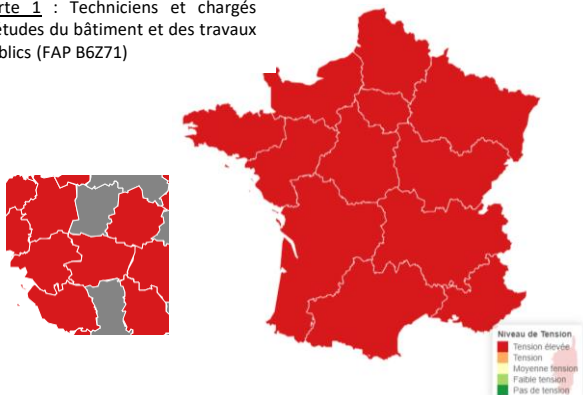 rte 1 : Techniciens et chargés
études du bâtiment et des travaux
blics (FAP B6Z71)
Niveau de Tension
Tension élevée
Tension
Moyenne tension
Faible tension
Pas de tension